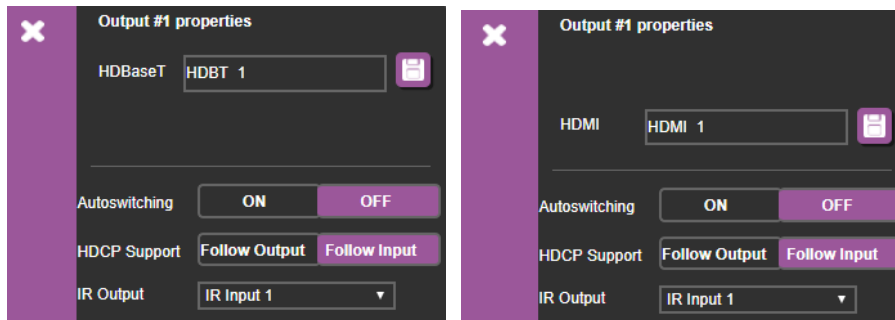 Output #1 properties
HDBaseT HDBT 1
Autoswitching ON OFF
HDCP Support Follow Output Follow Input
IR Output IR Input 1
Output #1 properties
HDMI HDMI 1
Autoswitching ON OFF
HDCP Support Follow Output Follow Input
IR Output IR Input 1